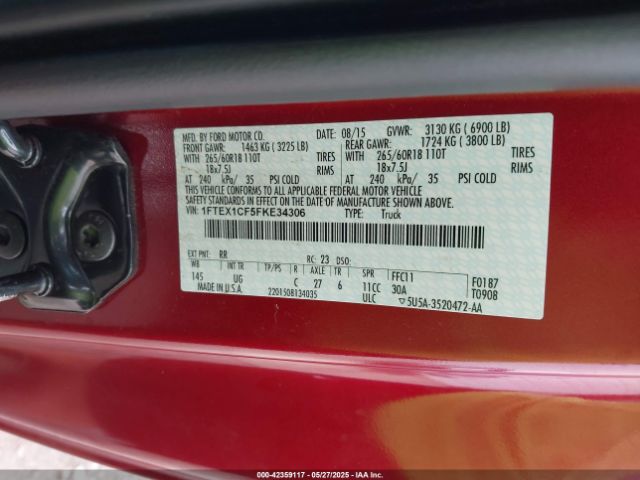 MFD. BY FORD MOTOR CO. DATE: 08/15 GVWR: 3130 KG ( 6900 LB)
FRONT GAWR: 1463 KG ( 3225 LB) REAR GAWR: 1724 KG ( 3800 LB)
WITH 265/60R18 110T TIRES WITH 265/60R18 110T TIRES
18x7.5J RIMS 18x7.5J RIMS
AT 240 kPa/ 35 PSI COLD AT 240 kPa/ 35 PSI COLD
THIS VEHICLE CONFORMS TO ALL APPLICABLE FEDERAL MOTOR VEHICLE
SAFETY STANDARDS IN EFFECT ON THE DATE OF MANUFACTURE SHOWN ABOVE.
VIN: 1FTEX1CF5FKE34306 TYPE: Truck
EXT PNT: RR RC: 23 DSO:
WB INT TR TP/PS R AXLE TR SPR FFC11 F0187
145 UG C 27 6 11CC 30A T0908
MADE IN U.S.A. 2201508134035 ULC 5U5A-3520472-AA
00-42359117 | 05/27/2025 - IAAI.COM